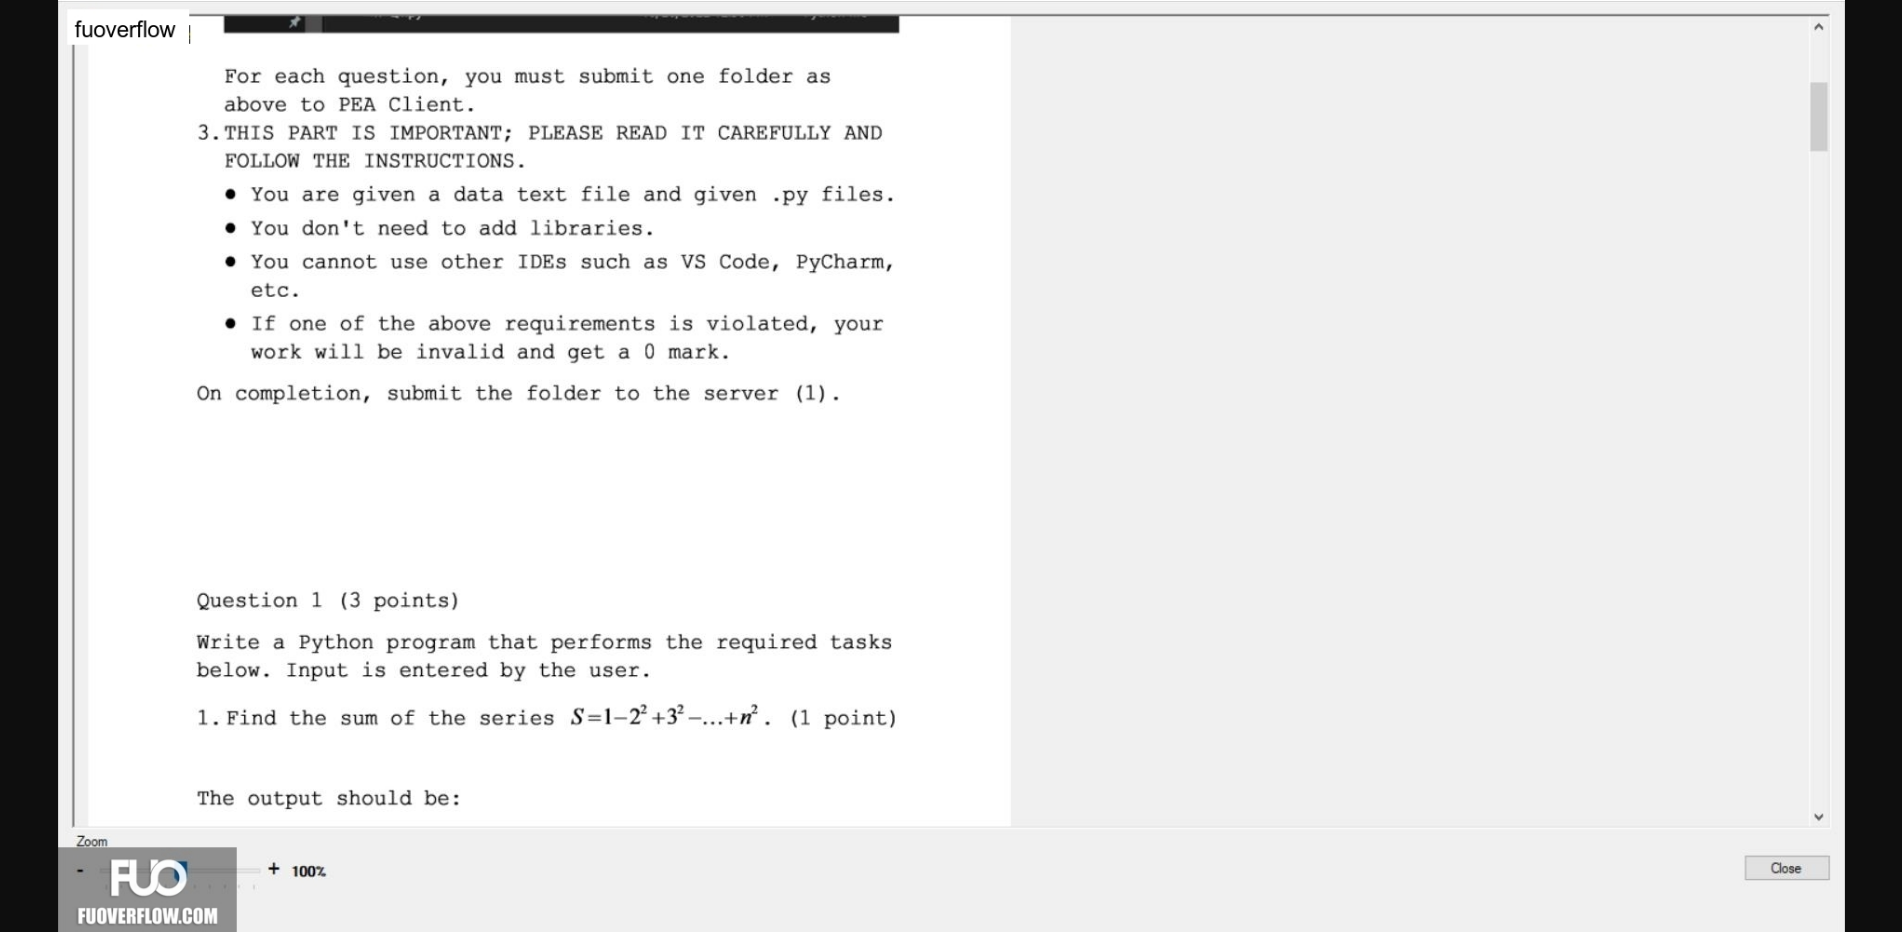 fuoverflow
For each question, you must submit one folder as
above to PEA Client.
3. THIS PART IS IMPORTANT; PLEASE READ IT CAREFULLY AND
FOLLOW THE INSTRUCTIONS.
● You are given a data text file and given .py files.
● You don't need to add libraries.
● You cannot use other IDEs such as VS Code, PyCharm,
etc.
● If one of the above requirements is violated, your
work will be invalid and get a 0 mark.
On completion, submit the folder to the server (1).
Question 1 (3 points)
Write a Python program that performs the required tasks
below. Input is entered by the user.
1. Find the sum of the series S=1−2²+3²−...+n². (1 point)
The output should be:
Zoom
- + 100%
Close
FUO
FUOVERFLOW.COM